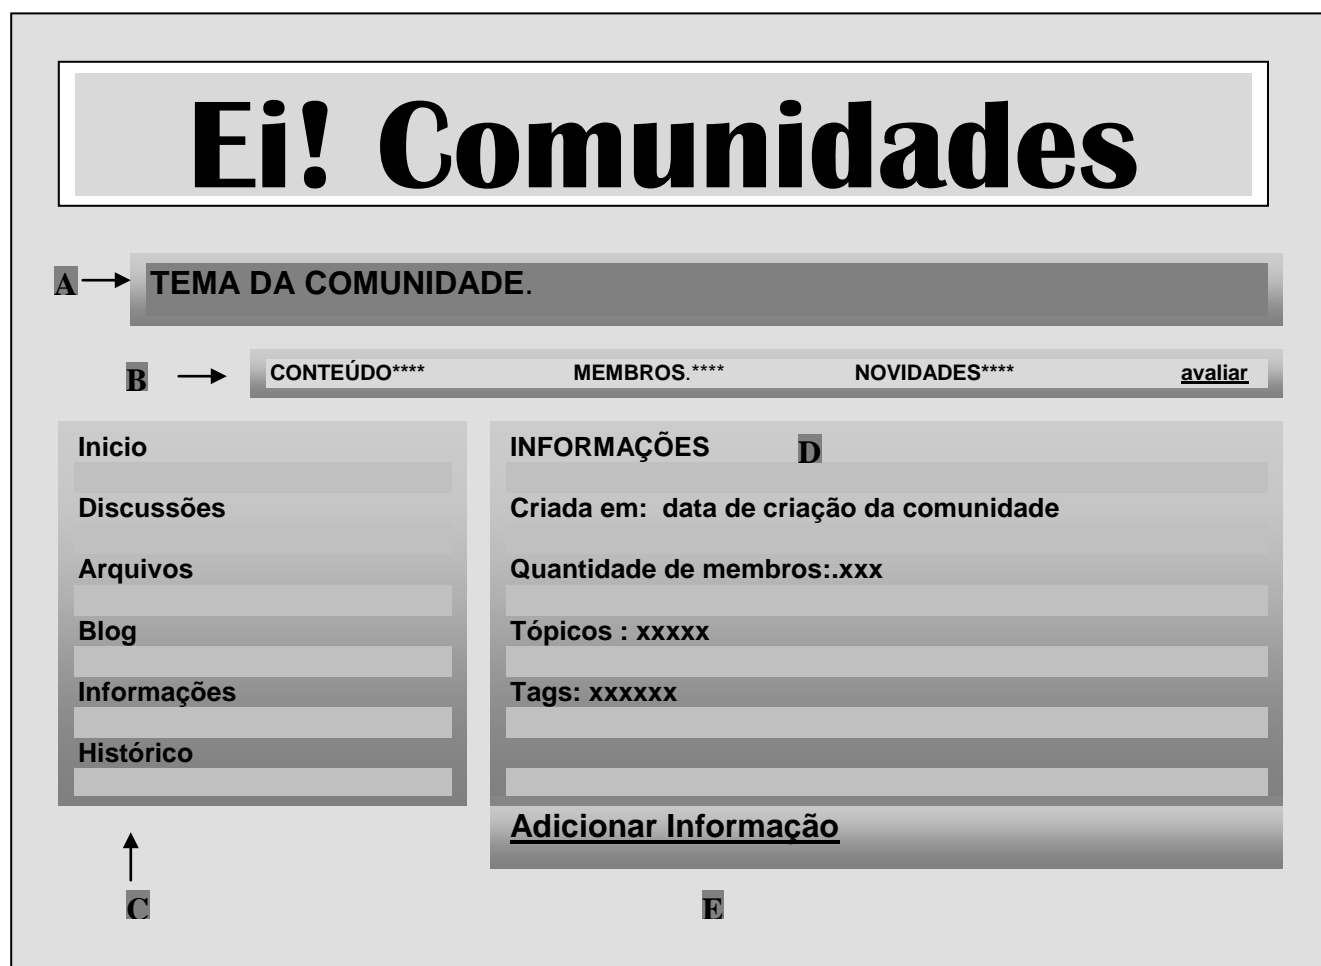 Ei! Comunidades
A TEMA DA COMUNIDADE.
B CONTEÚDO**** MEMBROS.**** NOVIDADES**** avaliar
Inicio
Discussões
Arquivos
Blog
Informações
Histórico
INFORMAÇÕES D
Criada em: data de criação da comunidade
Quantidade de membros:.xxx
Tópicos : xxxxx
Tags: xxxxxx
Adicionar Informação
C E